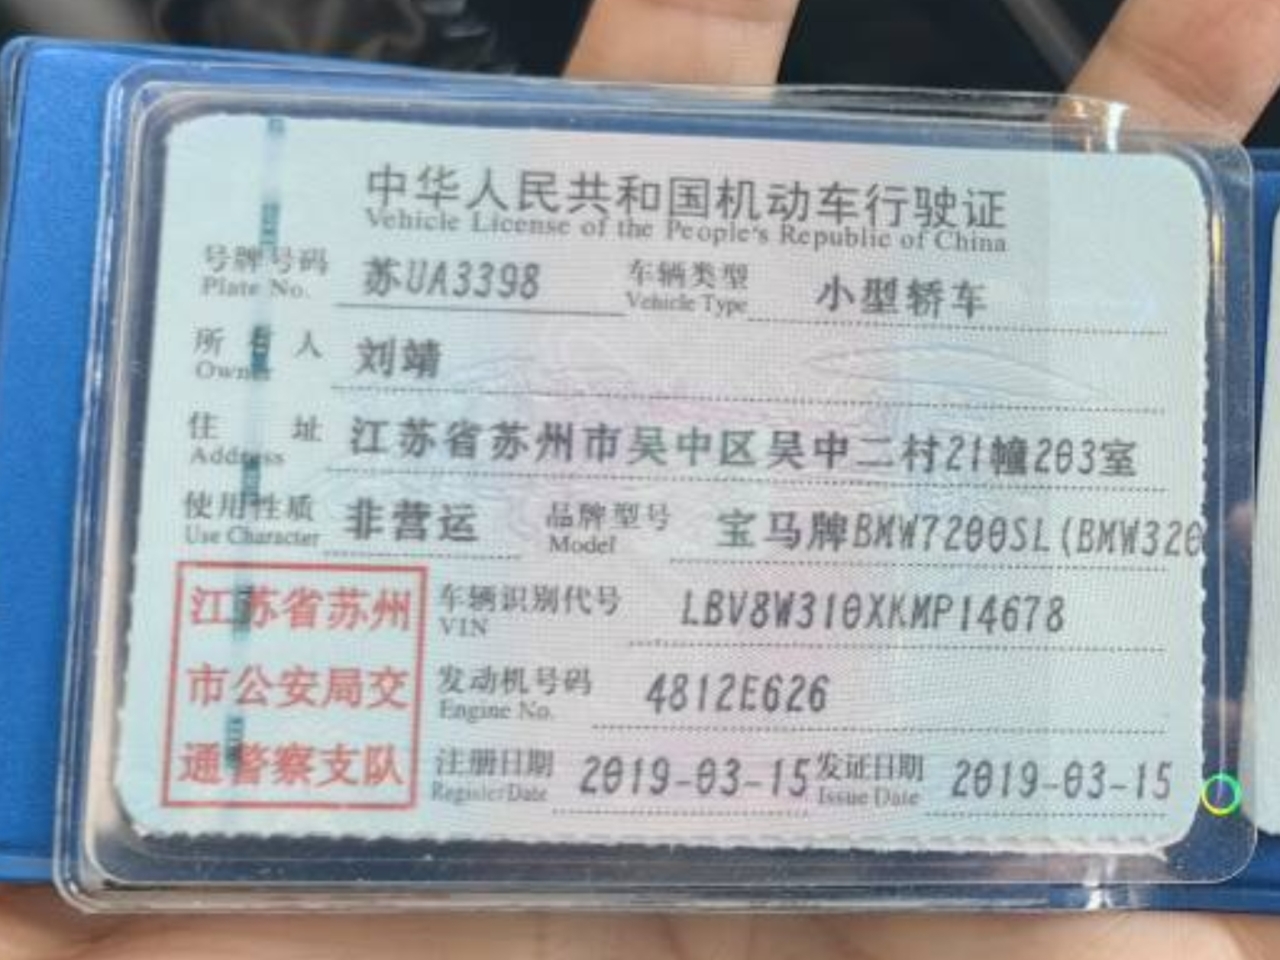 中华人民共和国机动车行驶证
Vehicle License of the People's Republic of China
号牌号码 苏UA3398 车辆类型 小型轿车
Plate No. Vehicle Type
所有人 刘靖
Owner
住址 江苏省苏州市吴中区吴中二村21幢203室
Address
使用性质 非营运 品牌型号 宝马牌BMW7200SL(BMW320
Use Character Model
江苏省苏州
市公安局交
通警察支队
车辆识别代号 LBV8W310XKMP14678
VIN
发动机号码 4812E626
Engine No.
注册日期 2019-03-15 发证日期 2019-03-15
Register Date Issue Date